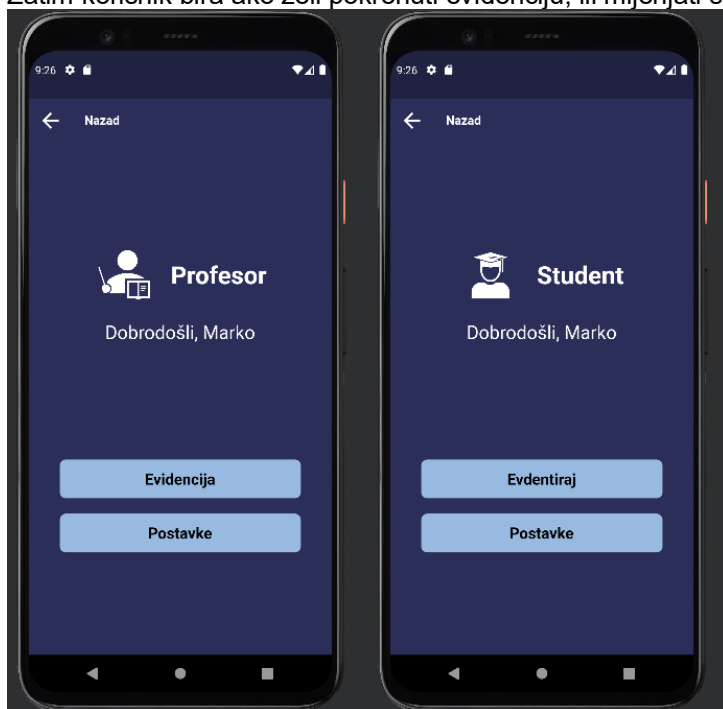 Zatim korisnik bira ako želi pokrenuti evidenciju, ili mijenjati s
9:26
Nazad
Profesor
Dobrodošli, Marko
Evidencija
Postavke
9:26
Nazad
Student
Dobrodošli, Marko
Evdentiraj
Postavke